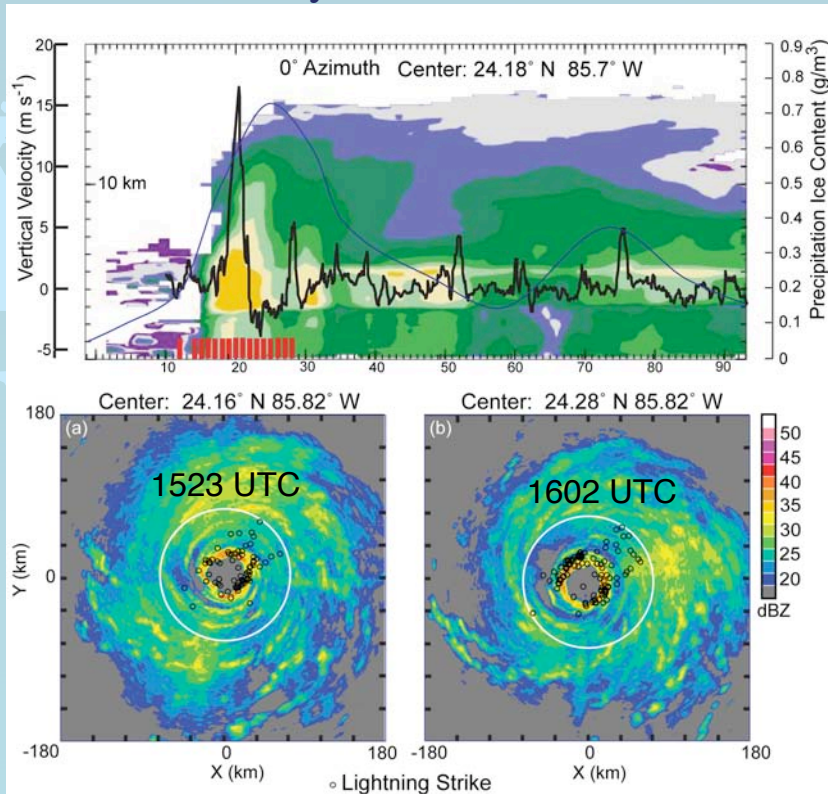 0° Azimuth Center: 24.18° N 85.7° W
Vertical Velocity (m s⁻¹)
20
15
10
5
0
-5
10 km
Precipitation Ice Content (g/m³)
0.9
0.8
0.7
0.6
0.5
0.4
0.3
0.2
0.1
0
10 20 30 40 50 60 70 80 90
Center: 24.16° N 85.82° W
Center: 24.28° N 85.82° W
180
(a)
1523 UTC
Y (km)
0
-180
0
180
X (km)
(b)
1602 UTC
-180
0
180
X (km)
50
45
40
35
30
25
20
dBZ
○ Lightning Strike